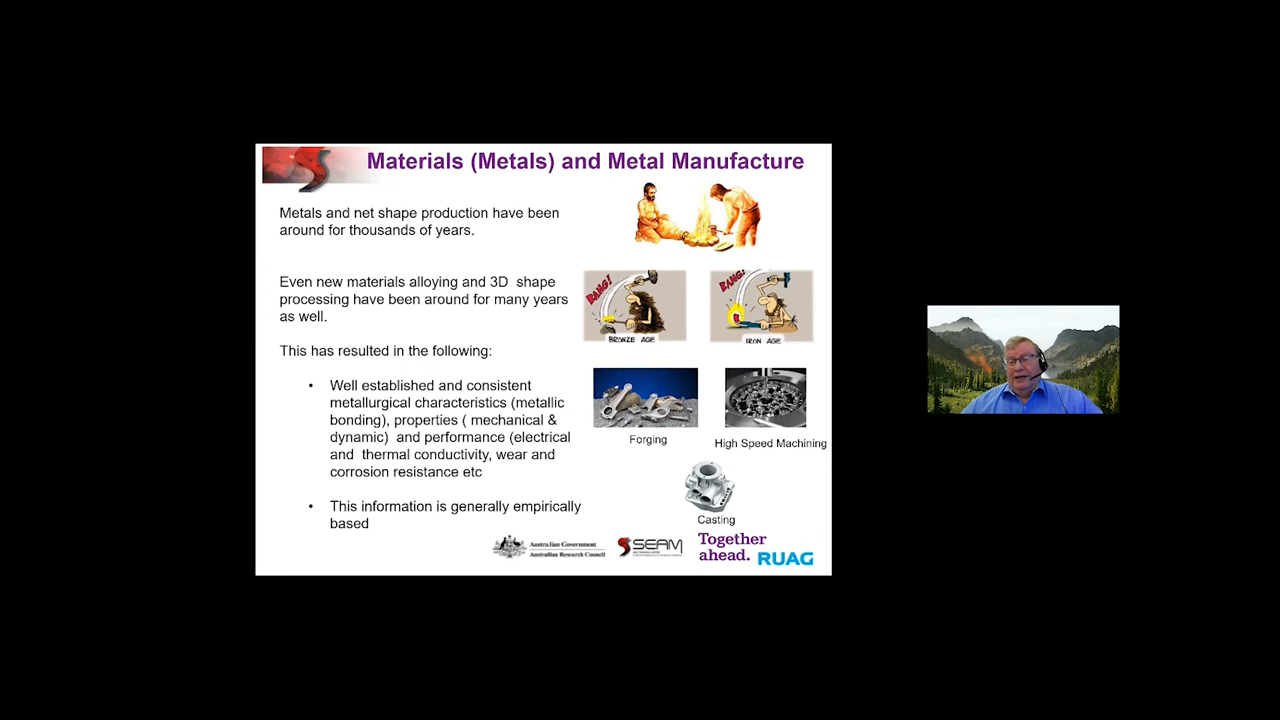 Materials (Metals) and Metal Manufacture
Metals and net shape production have been
around for thousands of years.
Even new materials alloying and 3D shape
processing have been around for many years
as well.
This has resulted in the following:
• Well established and consistent
metallurgical characteristics (metallic
bonding), properties ( mechanical &
dynamic) and performance (electrical
and thermal conductivity, wear and
corrosion resistance etc
• This information is generally empirically
based
BANG!
BRONZE AGE
BANG!
IRON AGE
Forging
High Speed Machining
Casting
Australian Government
Australian Research Council
SEAM
Together
ahead. RUAG